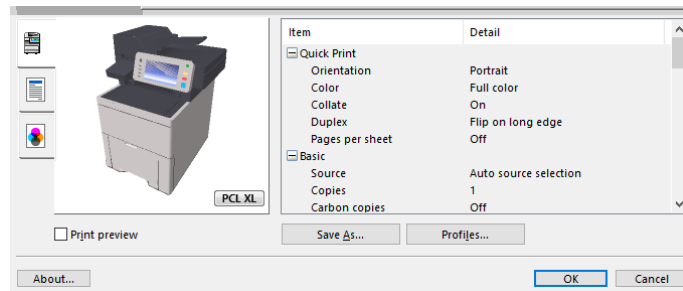 Item Detail
Quick Print
Orientation Portrait
Color Full color
Collate On
Duplex Flip on long edge
Pages per sheet Off
Basic
Source Auto source selection
Copies 1
Carbon copies Off
PCL XL
Print preview Save As... Profiles...
About... OK Cancel